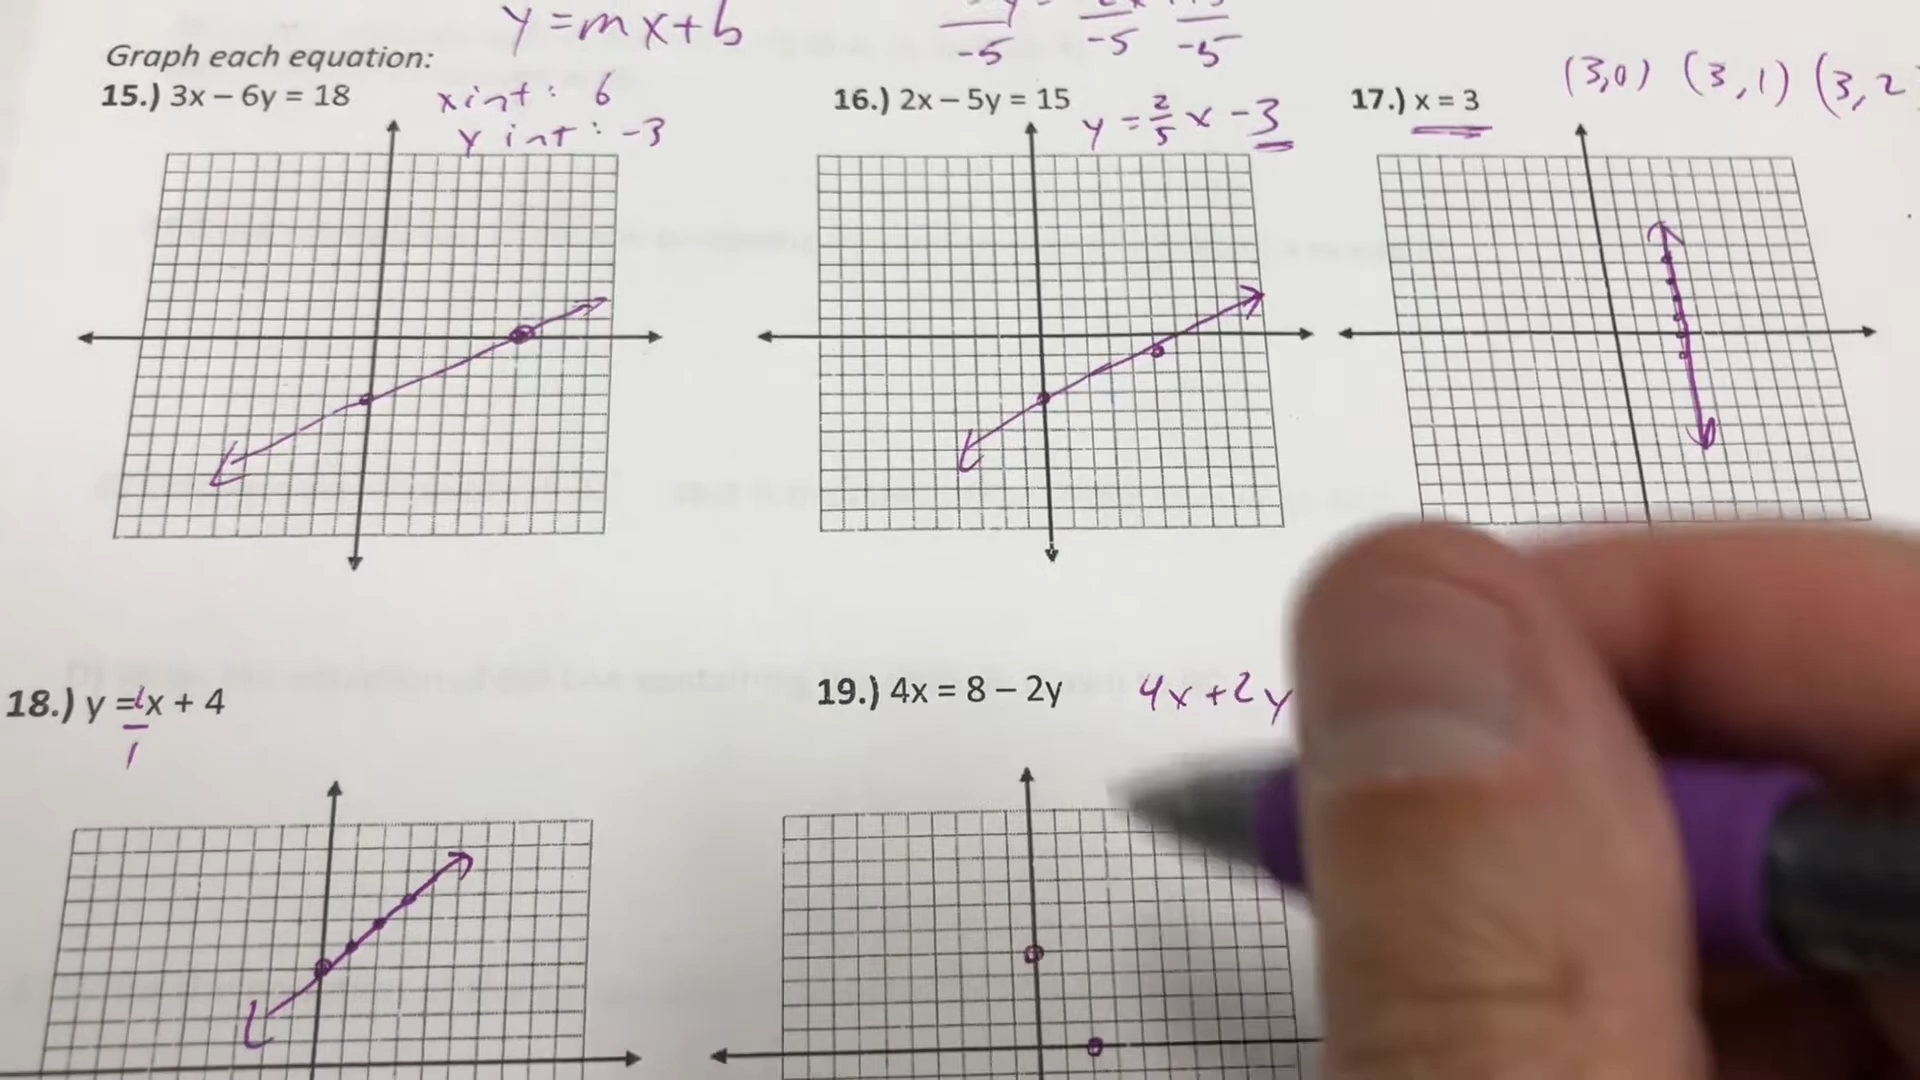 y = mx + b
-5 -5 -5
Graph each equation:
15.) 3x – 6y = 18
x int : 6
y int : -3
16.) 2x – 5y = 15
y = 2/5 x - 3
17.) x = 3
(3,0) (3,1) (3,2
18.) y = x + 4
1
19.) 4x = 8 – 2y
4x + 2y